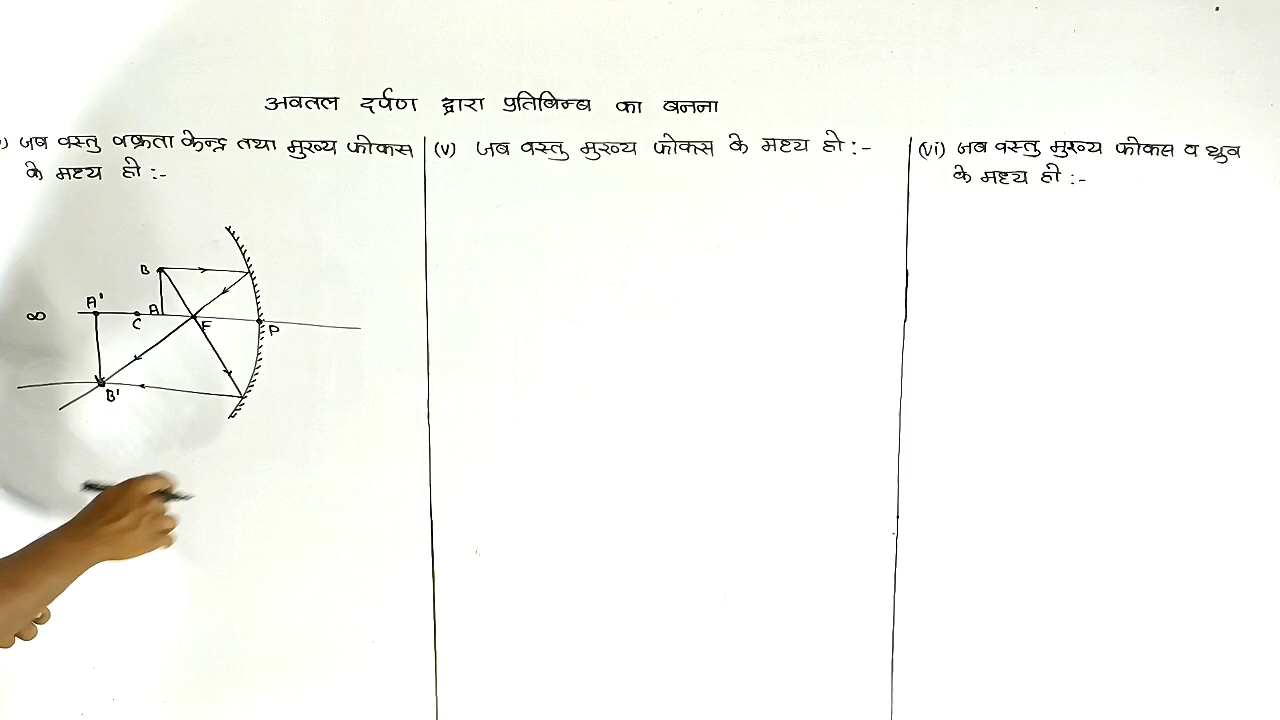 अवतल दर्पण द्वारा प्रतिबिम्ब का बनना
) जब वस्तु वक्रता केन्द्र तथा मुख्य फोकस
के मध्य हो :-
B
A'
A
∞
C
F
P
B'
(v) जब वस्तु मुख्य फोकस के मध्य हो :-
(vi) जब वस्तु मुख्य फोकस व ध्रुव
के मध्य हो :-